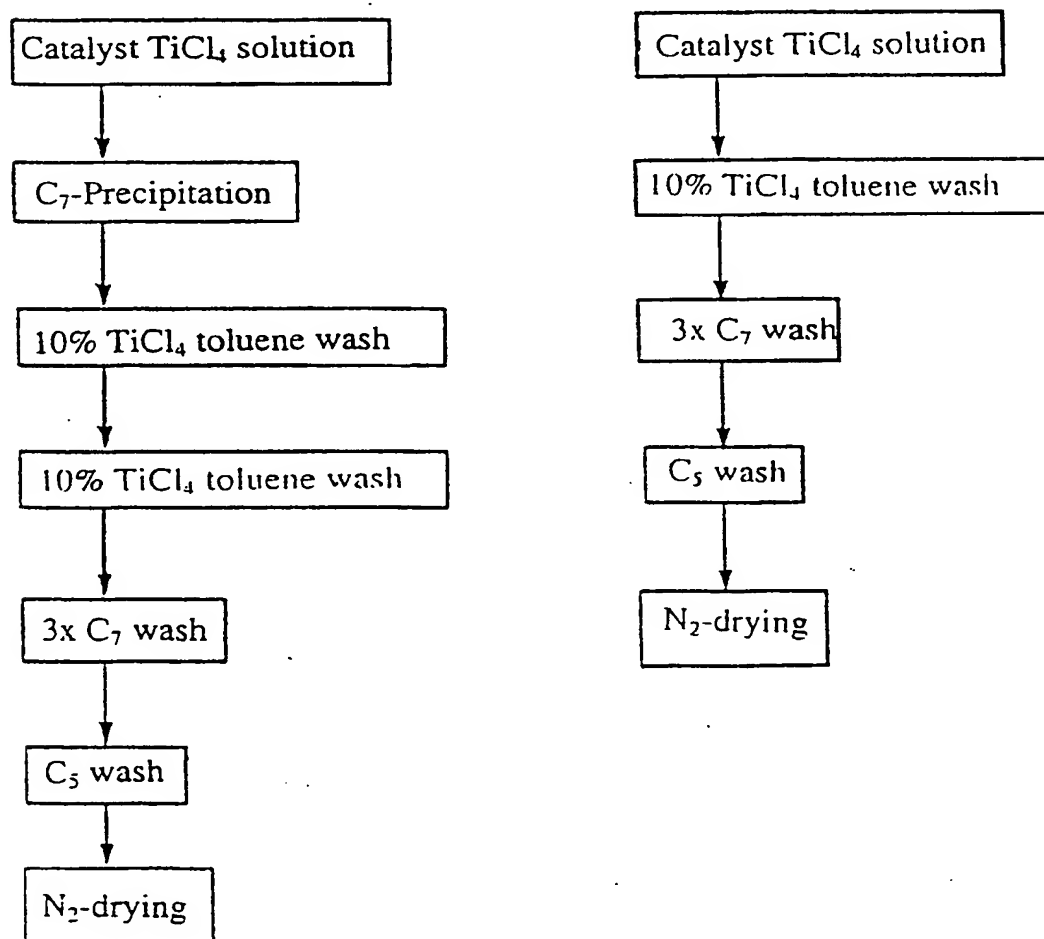 Catalyst TiCl₄ solution
C₇-Precipitation
10% TiCl₄ toluene wash
10% TiCl₄ toluene wash
3x C₇ wash
C₅ wash
N₂-drying
Catalyst TiCl₄ solution
10% TiCl₄ toluene wash
3x C₇ wash
C₅ wash
N₂-drying